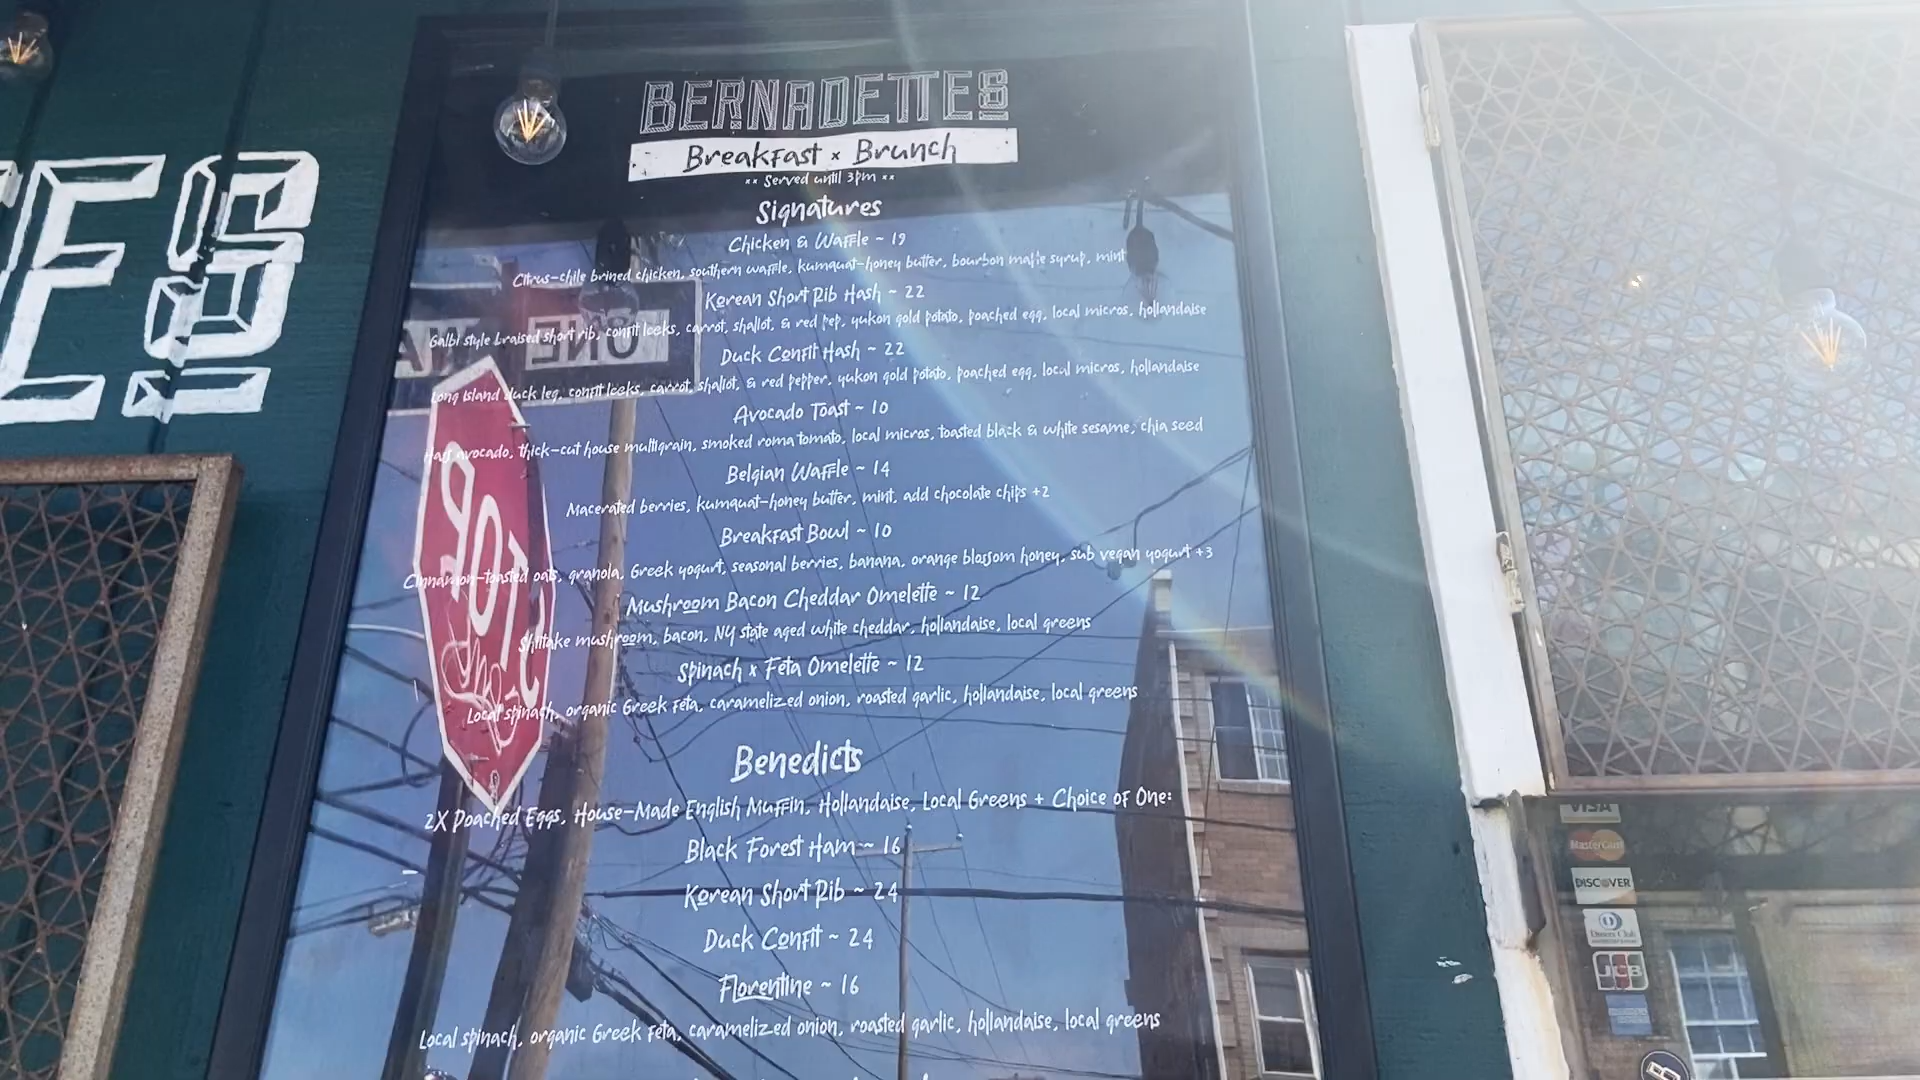 BERNADETTES
Breakfast x Brunch
** Served until 3pm **
Signatures
Chicken & Waffle ~ 19
Citrus-chile brined chicken, southern waffle, kumquat-honey butter, bourbon maple syrup, mint
Korean Short Rib Hash ~ 22
Galbi style braised short rib, confit leeks, carrot, shallot, & red pep, yukon gold potato, poached egg, local micros, hollandaise
Duck Confit Hash ~ 22
Long Island duck leg, confit leeks, carrot, shallot, & red pepper, yukon gold potato, poached egg, local micros, hollandaise
Avocado Toast ~ 10
Hass avocado, thick-cut house multigrain, smoked roma tomato, local micros, toasted black & white sesame, chia seed
Belgian Waffle ~ 14
Macerated berries, kumquat-honey butter, mint, add chocolate chips +2
Breakfast Bowl ~ 10
Cinnamon-toasted oats, granola, Greek yogurt, seasonal berries, banana, orange blossom honey, sub vegan yogurt +3
Mushroom Bacon Cheddar Omelette ~ 12
Shiitake mushroom, bacon, NY state aged white cheddar, hollandaise, local greens
Spinach x Feta Omelette ~ 12
Local spinach, organic Greek Feta, caramelized onion, roasted garlic, hollandaise, local greens
Benedicts
2X Poached Eggs, House-Made English Muffin, Hollandaise, Local Greens + Choice of One:
Black Forest Ham ~ 16
Korean Short Rib ~ 24
Duck Confit ~ 24
Florentine ~ 16
Local spinach, organic Greek Feta, caramelized onion, roasted garlic, hollandaise, local greens
ES
STOP
ONE
VISA
MasterCard
DISCOVER
Diners Club
JCB